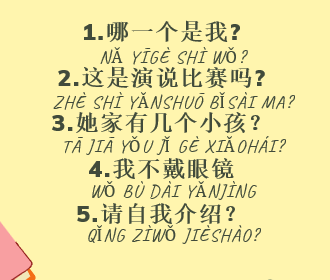 1.哪一个是我?
NǍ YĪGÈ SHÌ WǑ?
2.这是演说比赛吗?
ZHÈ SHÌ YǍNSHUŌ BǏSÀI MA?
3.她家有几个小孩？
TĀ JIĀ YǑU JǏ GÈ XIǍOHÁI?
4.我不戴眼镜
WǑ BÙ DÀI YǍNJÌNG
5.请自我介绍？
QǏNG ZÌWǑ JIÈSHÀO?